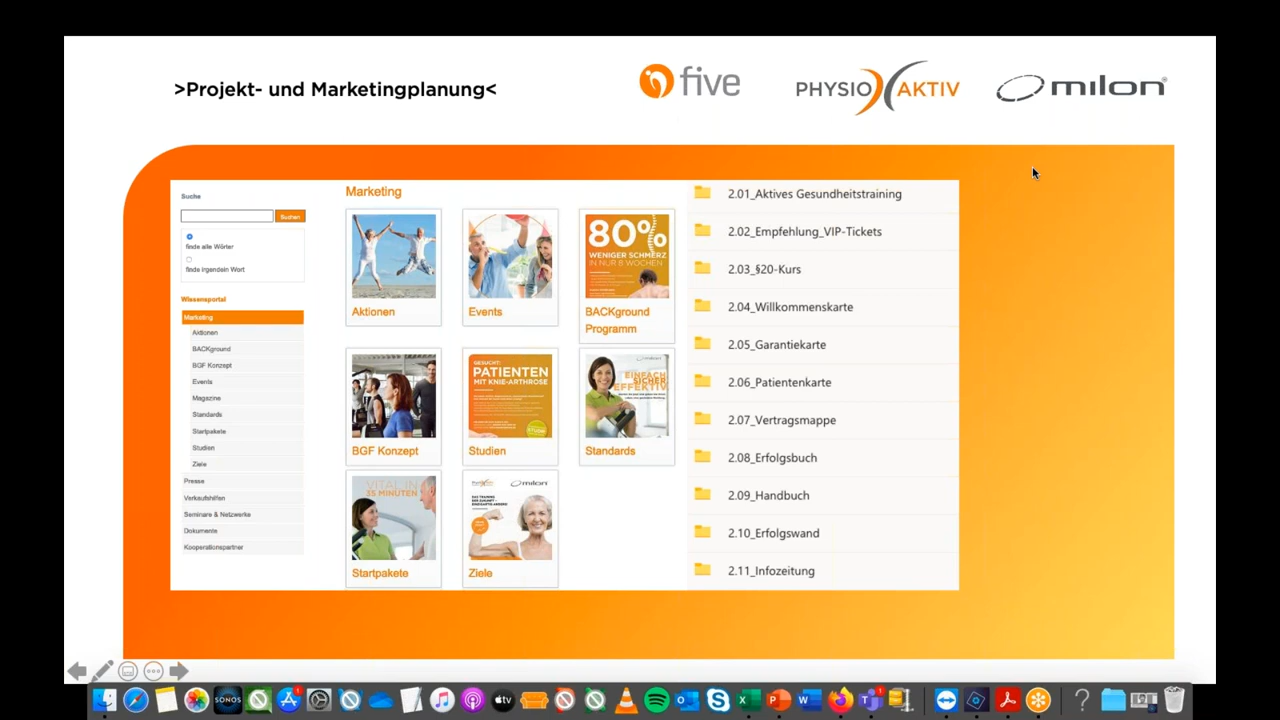 >Projekt- und Marketingplanung<
five
PHYSIO AKTIV
milon®
Suche
Suchen
finde alle Wörter
finde irgendein Wort
Wissensportal
Marketing
Aktionen
BACKground
BGF Konzept
Events
Magazine
Standards
Startpakete
Studien
Ziele
Presse
Verkaufshilfen
Seminare & Netzwerke
Dokumente
Kooperationspartner
Marketing
Aktionen
Events
80%
WENIGER SCHMERZ
IN NUR 8 WOCHEN
BACKground
Programm
BGF Konzept
GESUCHT:
PATIENTEN
MIT KNIE-ARTHROSE
Studien
milon
EINFACH
SICHER
EFFEKTIV
Standards
VITAL IN
35 MINUTEN
Startpakete
milon
Ziele
2.01_Aktives Gesundheitstraining
2.02_Empfehlung_VIP-Tickets
2.03_§20-Kurs
2.04_Willkommenskarte
2.05_Garantiekarte
2.06_Patientenkarte
2.07_Vertragsmappe
2.08_Erfolgsbuch
2.09_Handbuch
2.10_Erfolgswand
2.11_Infozeitung
SONOS
tv